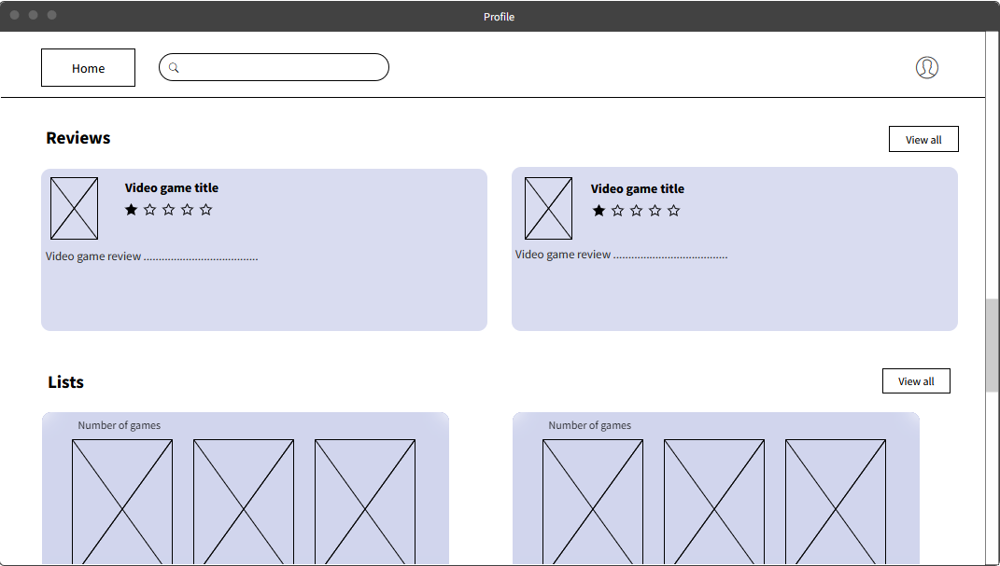 Profile
Home
Reviews
View all
Video game title
Video game title
Video game review ......................................
Video game review ......................................
Lists
View all
Number of games
Number of games